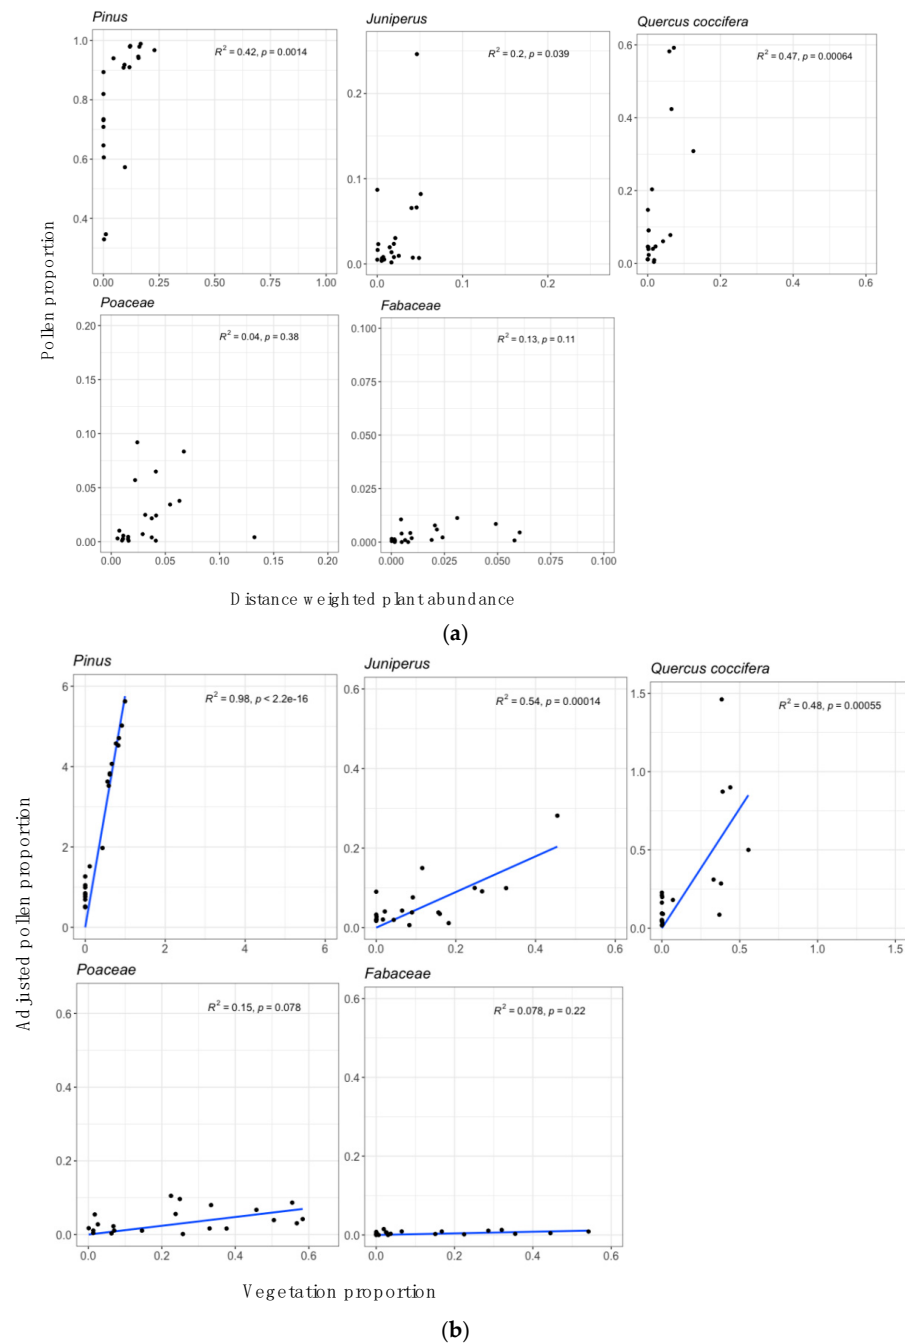 Pinus
Juniperus
Quercus coccifera
R² = 0.42, p = 0.0014
R² = 0.2, p = 0.039
R² = 0.47, p = 0.00064
1.0
0.8
0.6
0.4
0.2
0.1
0.0
0.6
0.4
0.2
0.0
0.00 0.25 0.50 0.75 1.00
0.0 0.1 0.2
0.0 0.2 0.4 0.6
Pollen proportion
Poaceae
Fabaceae
R² = 0.04, p = 0.38
R² = 0.13, p = 0.11
0.20
0.15
0.10
0.05
0.00
0.100
0.075
0.050
0.025
0.000
0.00 0.05 0.10 0.15 0.20
0.000 0.025 0.050 0.075 0.100
Distance weighted plant abundance
(a)
Pinus
Juniperus
Quercus coccifera
R² = 0.98, p < 2.2e-16
R² = 0.54, p = 0.00014
R² = 0.48, p = 0.00055
6
4
2
0
0.6
0.4
0.2
0.0
1.5
1.0
0.5
0.0
0 2 4 6
0.0 0.2 0.4 0.6
0.0 0.5 1.0 1.5
Adjusted pollen proportion
Poaceae
Fabaceae
R² = 0.15, p = 0.078
R² = 0.078, p = 0.22
0.6
0.4
0.2
0.0
0.6
0.4
0.2
0.0
0.0 0.2 0.4 0.6
0.0 0.2 0.4 0.6
Vegetation proportion
(b)